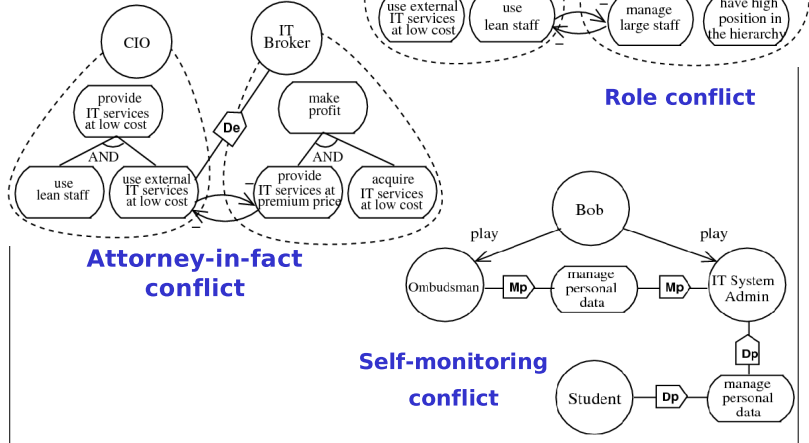 use external
IT services
at low cost
use
lean staff
–
–
manage
large staff
have high
position in
the hierarchy
Role conflict
CIO
IT
Broker
provide
IT services
at low cost
AND
use
lean staff
use external
IT services
at low cost
De
make
profit
AND
provide
IT services at
premium price
acquire
IT services
at low cost
–
–
Attorney-in-fact
conflict
Bob
play
play
Ombudsman
Mp
manage
personal
data
Mp
IT System
Admin
Dp
Self-monitoring
conflict
Student
Dp
manage
personal
data